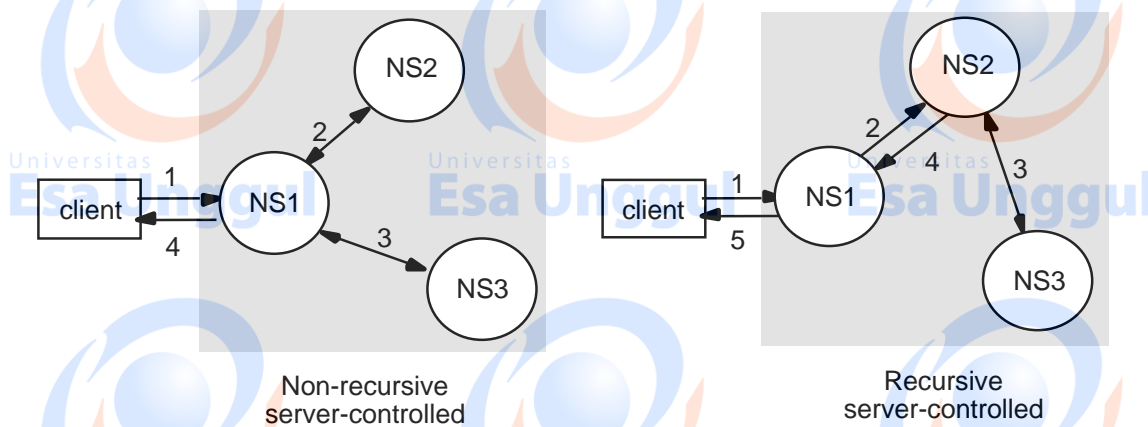 NS2
2
1
client
NS1
4
3
NS3
Non-recursive
server-controlled
NS2
2
4
3
1
client
NS1
5
NS3
Recursive
server-controlled
Universitas
Esa Unggul
Universitas
Esa Unggul
Universitas
Esa Unggul